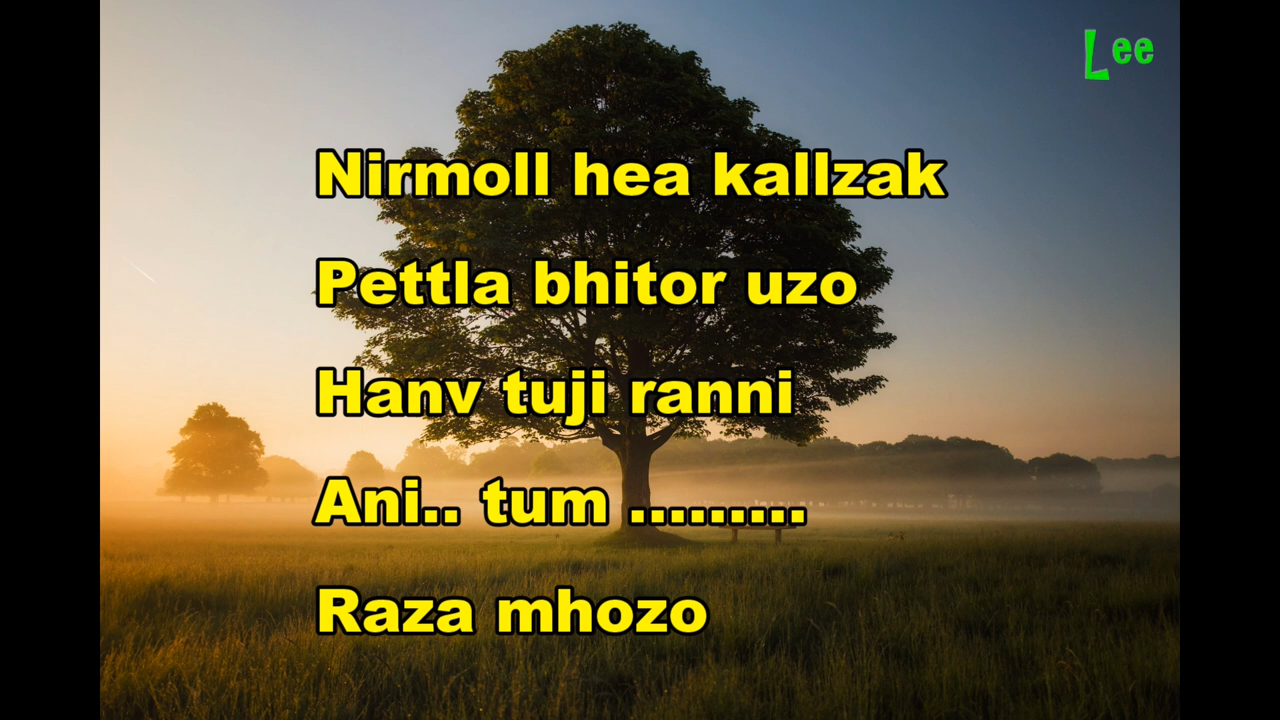 Lee
Nirmoll hea kallzak
Pettla bhitor uzo
Hanv tuji ranni
Ani.. tum .........
Raza mhozo